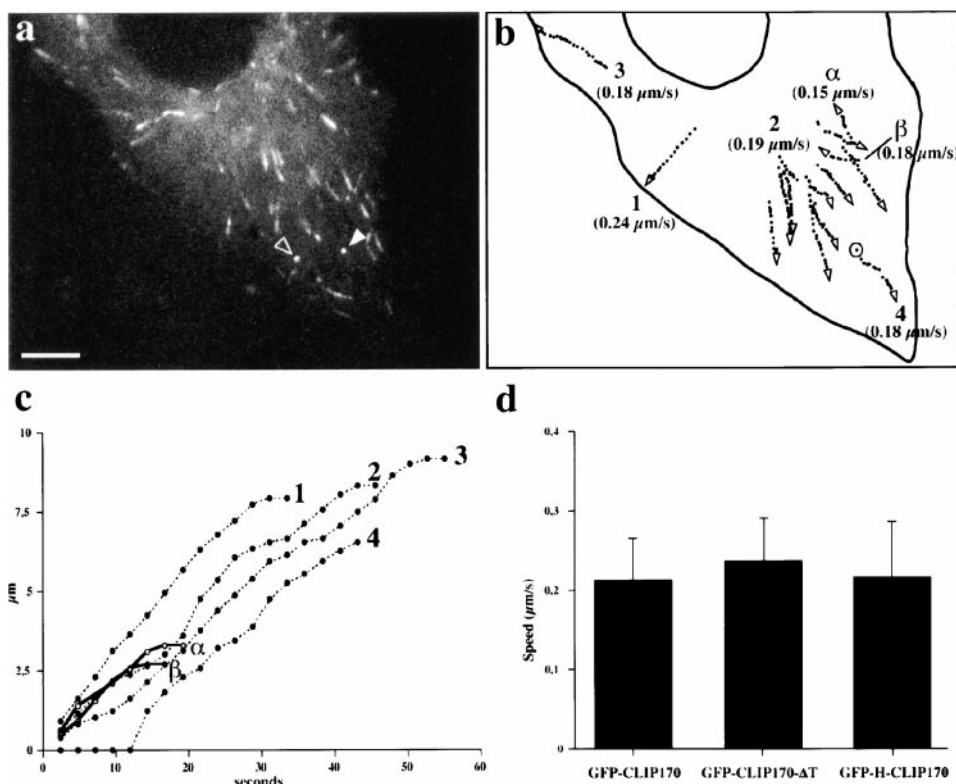 a
b
3
(0.18 µm/s)
α
(0.15 µm/s)
2
(0.19 µm/s)
β
(0.18 µm/s)
1
(0.24 µm/s)
4
(0.18 µm/s)
c
10
7,5
5
2,5
0
µm
1
2
3
4
α
β
0 10 20 30 40 50 60
seconds
d
0,4
0,3
0,2
0,1
0
Speed (µm/s)
GFP-CLIP170 GFP-CLIP170-ΔT GFP-H-CLIP170